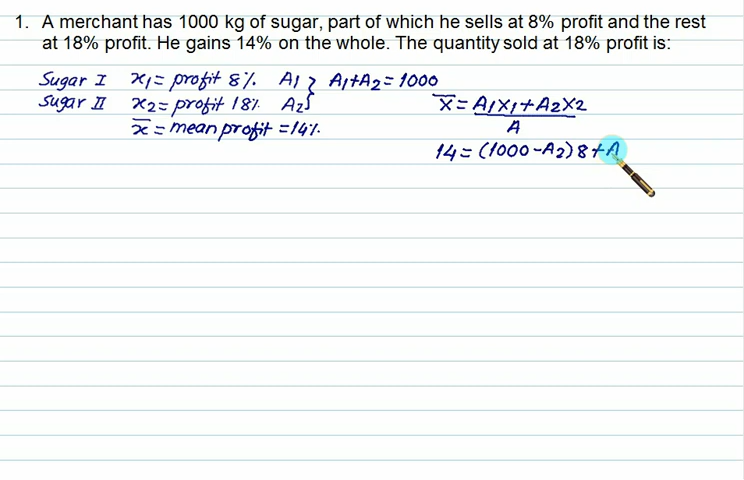 1. A merchant has 1000 kg of sugar, part of which he sells at 8% profit and the rest
at 18% profit. He gains 14% on the whole. The quantity sold at 18% profit is:
Sugar I x1 = profit 8%. A1 } A1+A2 = 1000
Sugar II x2 = profit 18% A2
x̄ = mean profit = 14%.
x̄ = A1x1+A2x2
A
14 = (1000-A2) 8 + A